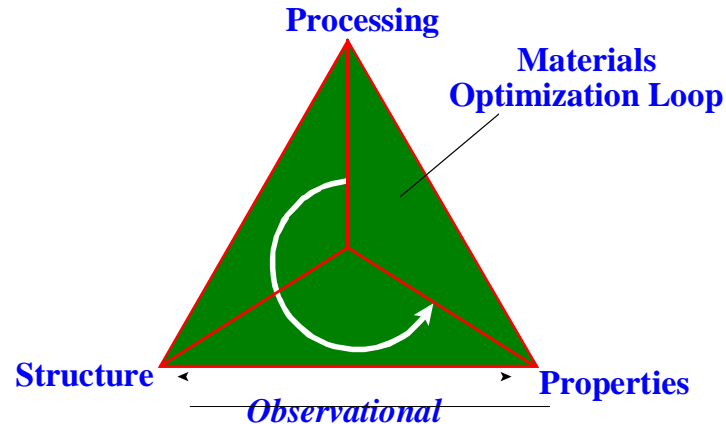 Processing
Materials
Optimization Loop
Structure
Properties
Observational